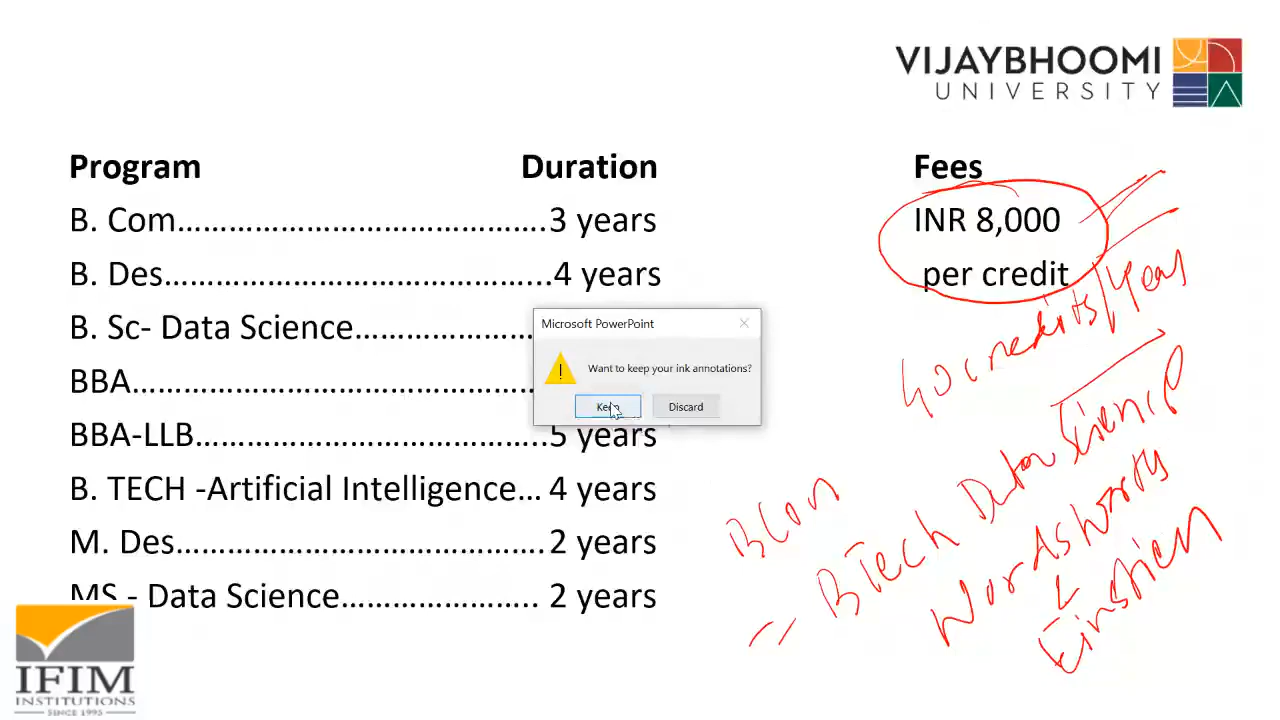 VIJAYBHOOMI
UNIVERSITY
Program Duration Fees
B. Com……………………………………. 3 years INR 8,000
B. Des……………………………………... 4 years per credit
B. Sc- Data Science…………………
40 credits/Year
Microsoft PowerPoint
Want to keep your ink annotations?
Discard
BBA………………………………………
BBA-LLB…………………………………. 5 years
B. TECH -Artificial Intelligence… 4 years
M. Des……………………………………. 2 years
MS - Data Science………………….. 2 years
BCom
= BTech Data Science
Wordsworth
&
Einstien
IFIM
INSTITUTIONS
SINCE 1995